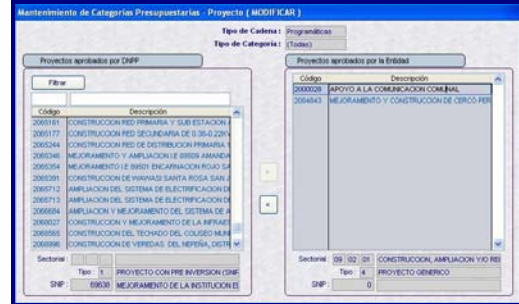 Mantenimiento de Categorías Presupuestarias - Proyecto ( MODIFICAR )
Tipo de Cadena : Programáticas
Tipo de Categoría : (Todas)
Proyectos aprobados por DNPP
Filtrar
Código Descripción
2065161 CONSTRUCCION RED PRIMARIA Y SUB ESTACION
2065177 CONSTRUCCION RED SECUNDARIA DE 0.38-0.22KV
2065244 CONSTRUCCION RED DE DISTRIBUCION PRIMARIA
2065346 MEJORAMIENTO Y AMPLIACION I.E 89509 AMANDA
2065354 MEJORAMIENTO I.E 89501 ENCARNACION ROJO SA
2065391 CONSTRUCCION DE WAWASI SANTA ROSA SAN
2065712 AMPLIACION DEL SISTEMA DE ELECTRIFICACION D
2065713 AMPLIACION DEL SISTEMA DE ELECTRIFICACION DE
2066684 AMPLIACION Y MEJORAMIENTO DEL SISTEMA DE A
2068027 CONSTRUCCION Y MEJORAMIENTO DE LA INFRAES
2068565 CONSTRUCCION DEL TECHADO DEL COLISEO MUNI
2068996 CONSTRUCCION DE VEREDAS DEL NEPEÑA, DISTR
Sectorial :
Tipo : 1 PROYECTO CON PRE INVERSION (SNIP
SNIP : 69638 MEJORAMIENTO DE LA INSTITUCION E
Proyectos aprobados por la Entidad
Código Descripción
2000028 APOYO A LA COMUNICACION COMUNAL
2064843 MEJORAMIENTO Y CONSTRUCCION DE CERCO PER
Sectorial : 09 02 01 CONSTRUCCION, AMPLIACION Y/O RE
Tipo 4 PROYECTO GENERICO
SNIP : 0